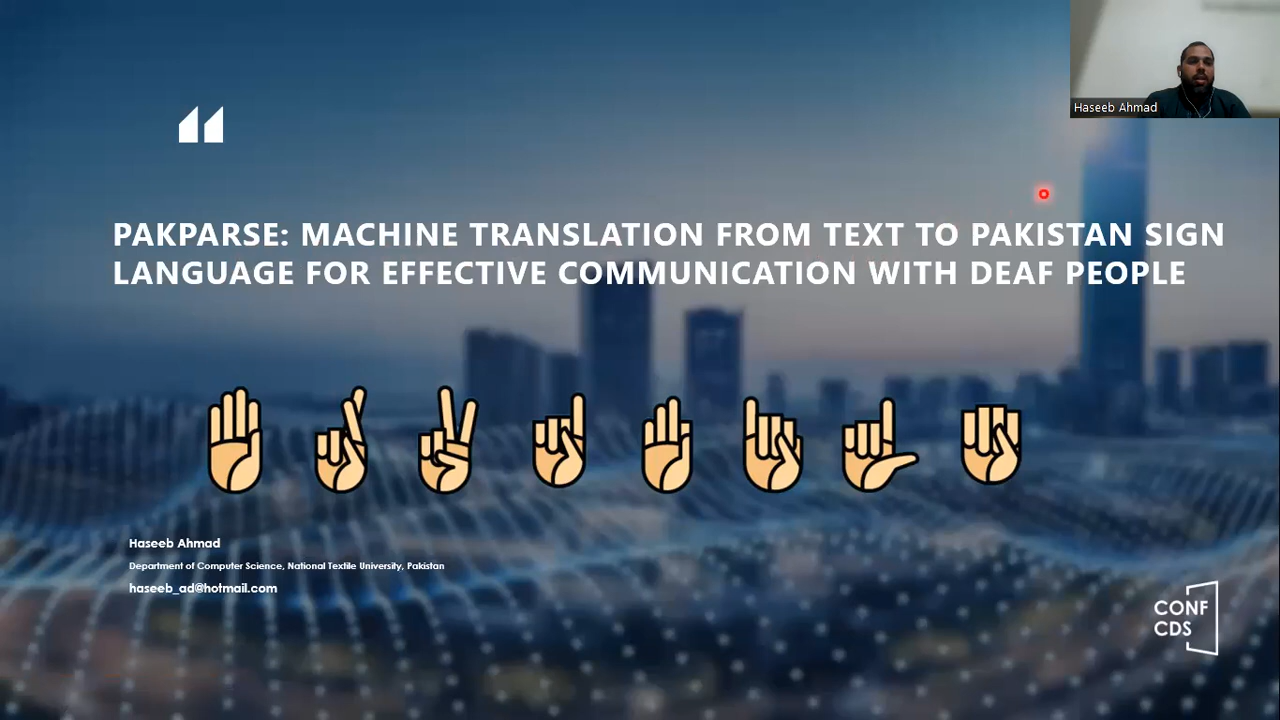 Haseeb Ahmad
“
PAKPARSE: MACHINE TRANSLATION FROM TEXT TO PAKISTAN SIGN
LANGUAGE FOR EFFECTIVE COMMUNICATION WITH DEAF PEOPLE
Haseeb Ahmad
Department of Computer Science, National Textile University, Pakistan
haseeb_ad@hotmail.com
CONF
CDS